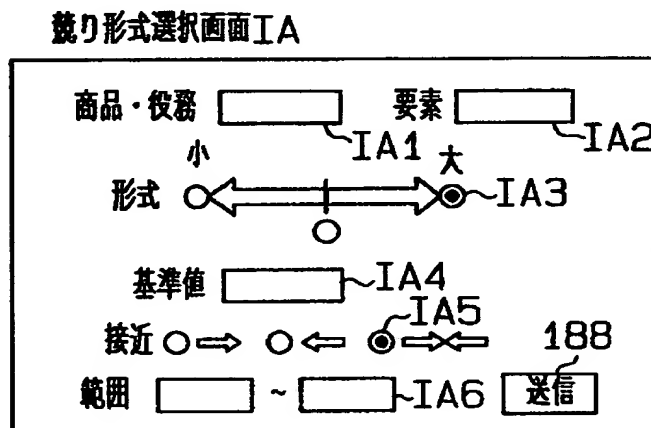 競り形式選択画面IA
商品・役務 IA1 要素 IA2
小 大
形式 IA3
基準値 IA4
接近 IA5
188
範囲 ~ IA6 送信